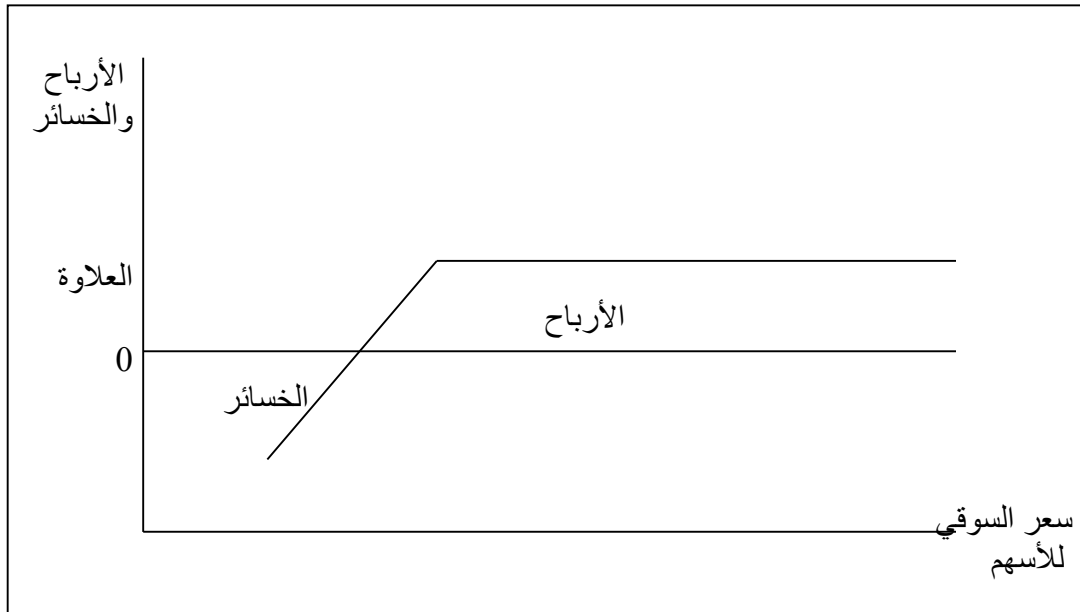 الأرباح
والخسائر
العلاوة
الأرباح
0
الخسائر
سعر السوقي
للأسهم